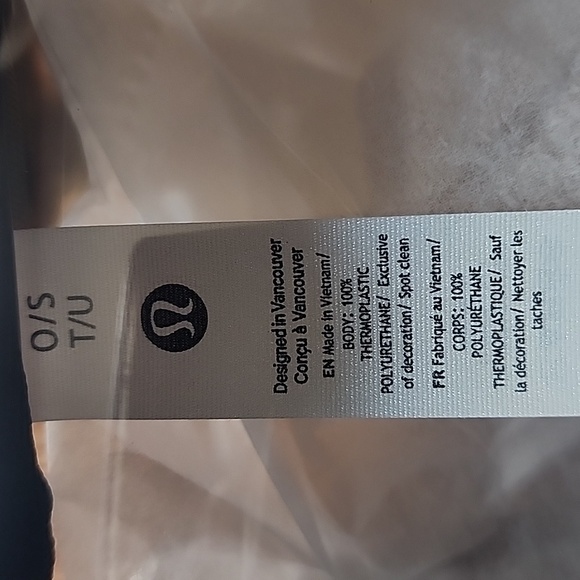 O/S
T/U
Designed in Vancouver
Conçu à Vancouver
EN Made in Vietnam/
BODY: 100%
THERMOPLASTIC
POLYURETHANE/ Exclusive
of decoration/ Spot clean
FR Fabriqué au Vietnam/
CORPS: 100%
POLYURÉTHANE
THERMOPLASTIQUE/ Sauf
la décoration/ Nettoyer les
taches